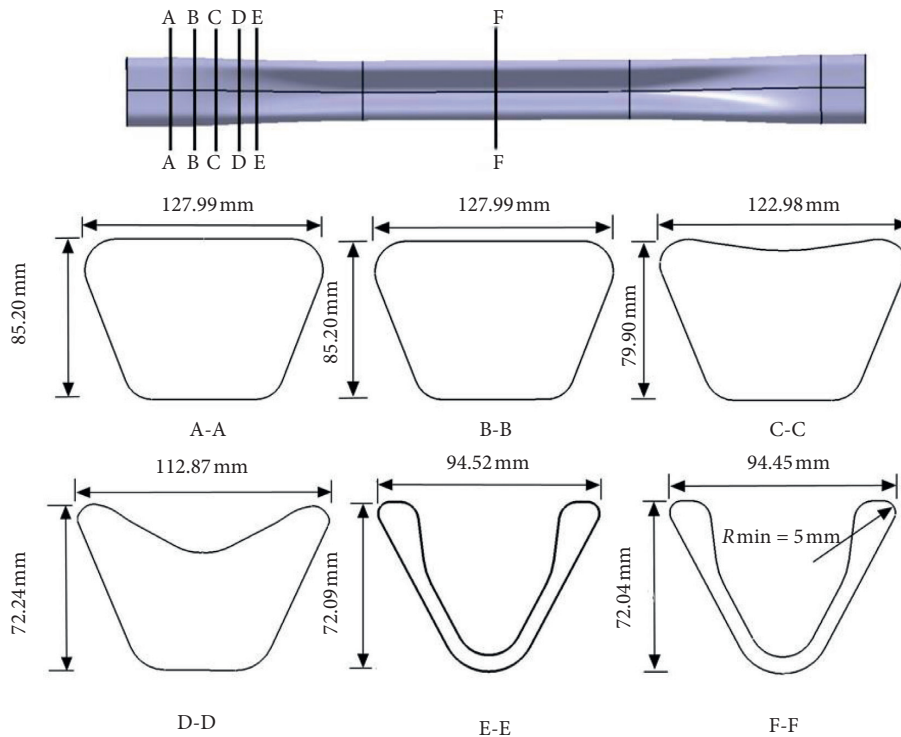 A B C D E F
A B C D E F
127.99 mm 127.99 mm 122.98 mm
85.20 mm 85.20 mm 79.90 mm
A-A B-B C-C
112.87 mm 94.52 mm 94.45 mm
Rmin = 5 mm
72.24 mm 72.09 mm 72.04 mm
D-D E-E F-F